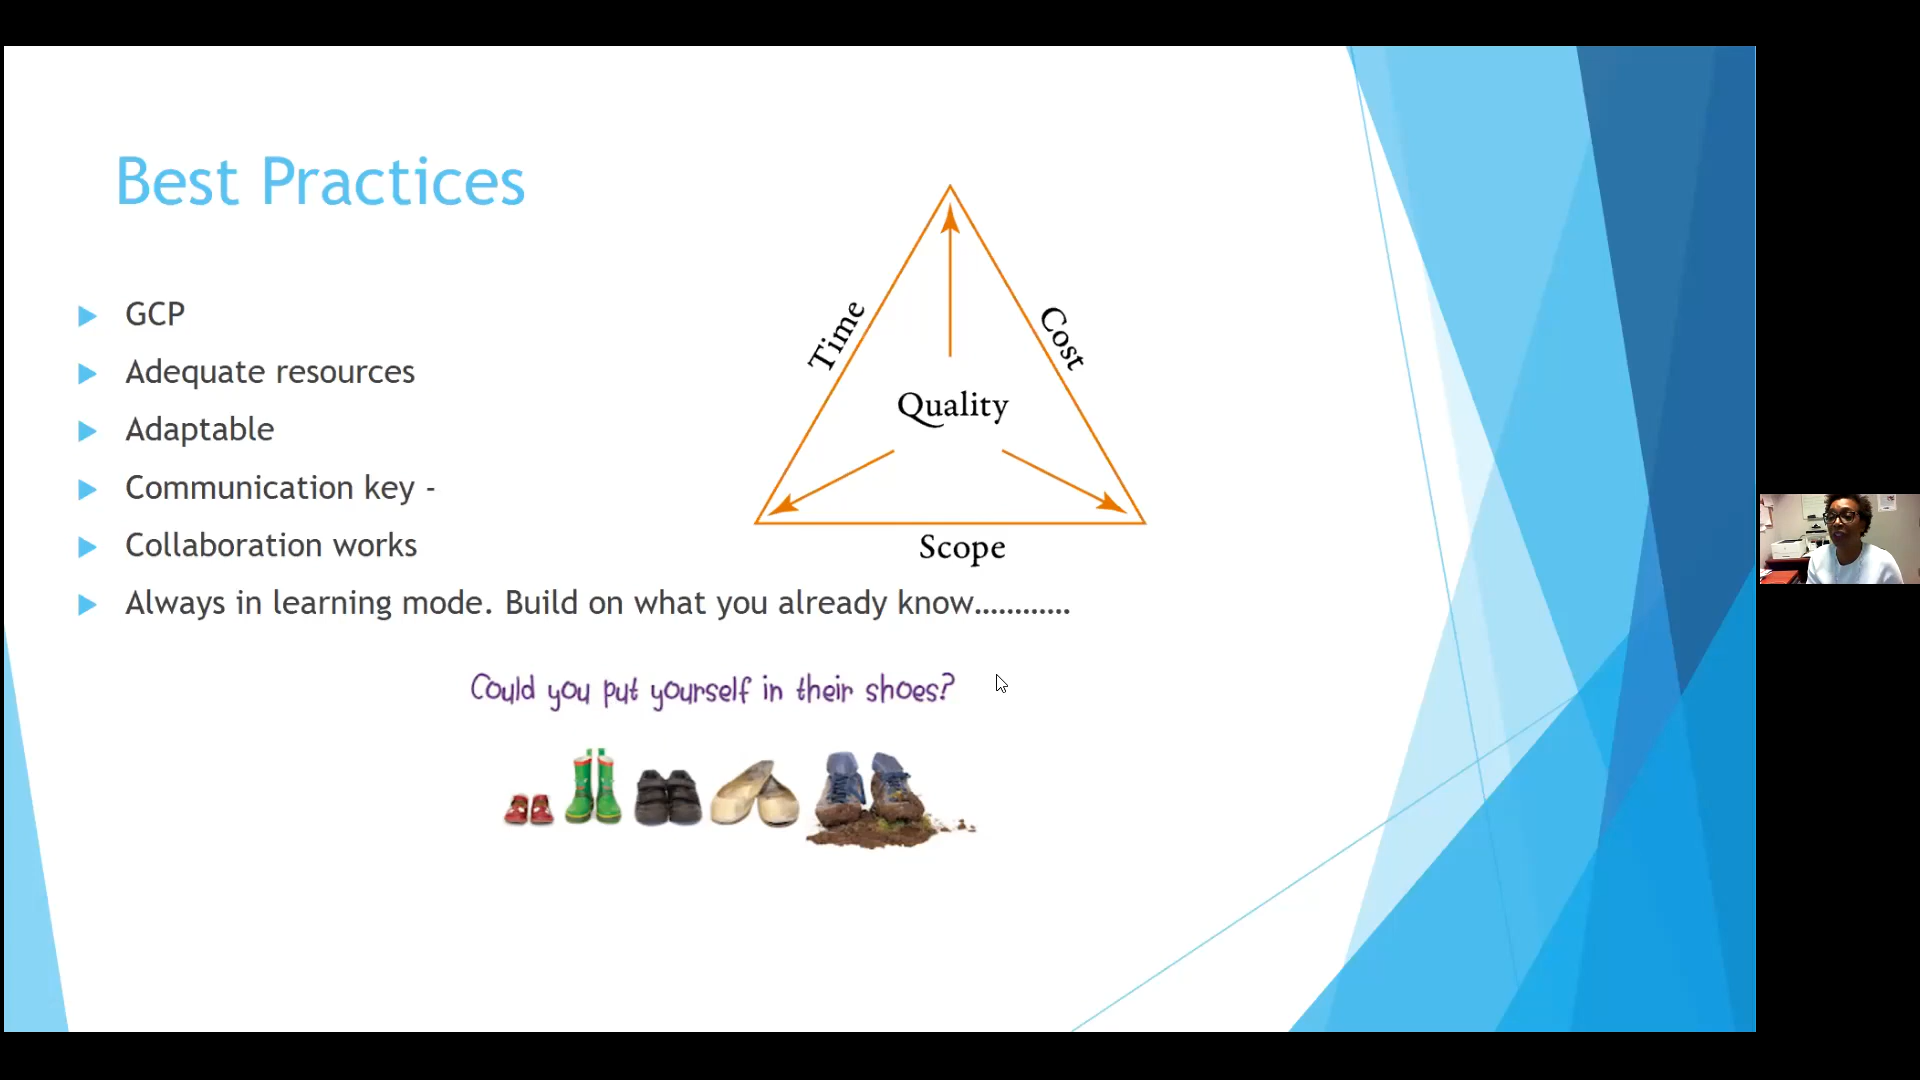 Best Practices
GCP
Adequate resources
Adaptable
Communication key -
Collaboration works
Always in learning mode. Build on what you already know............
Time
Cost
Quality
Scope
Could you put yourself in their shoes?